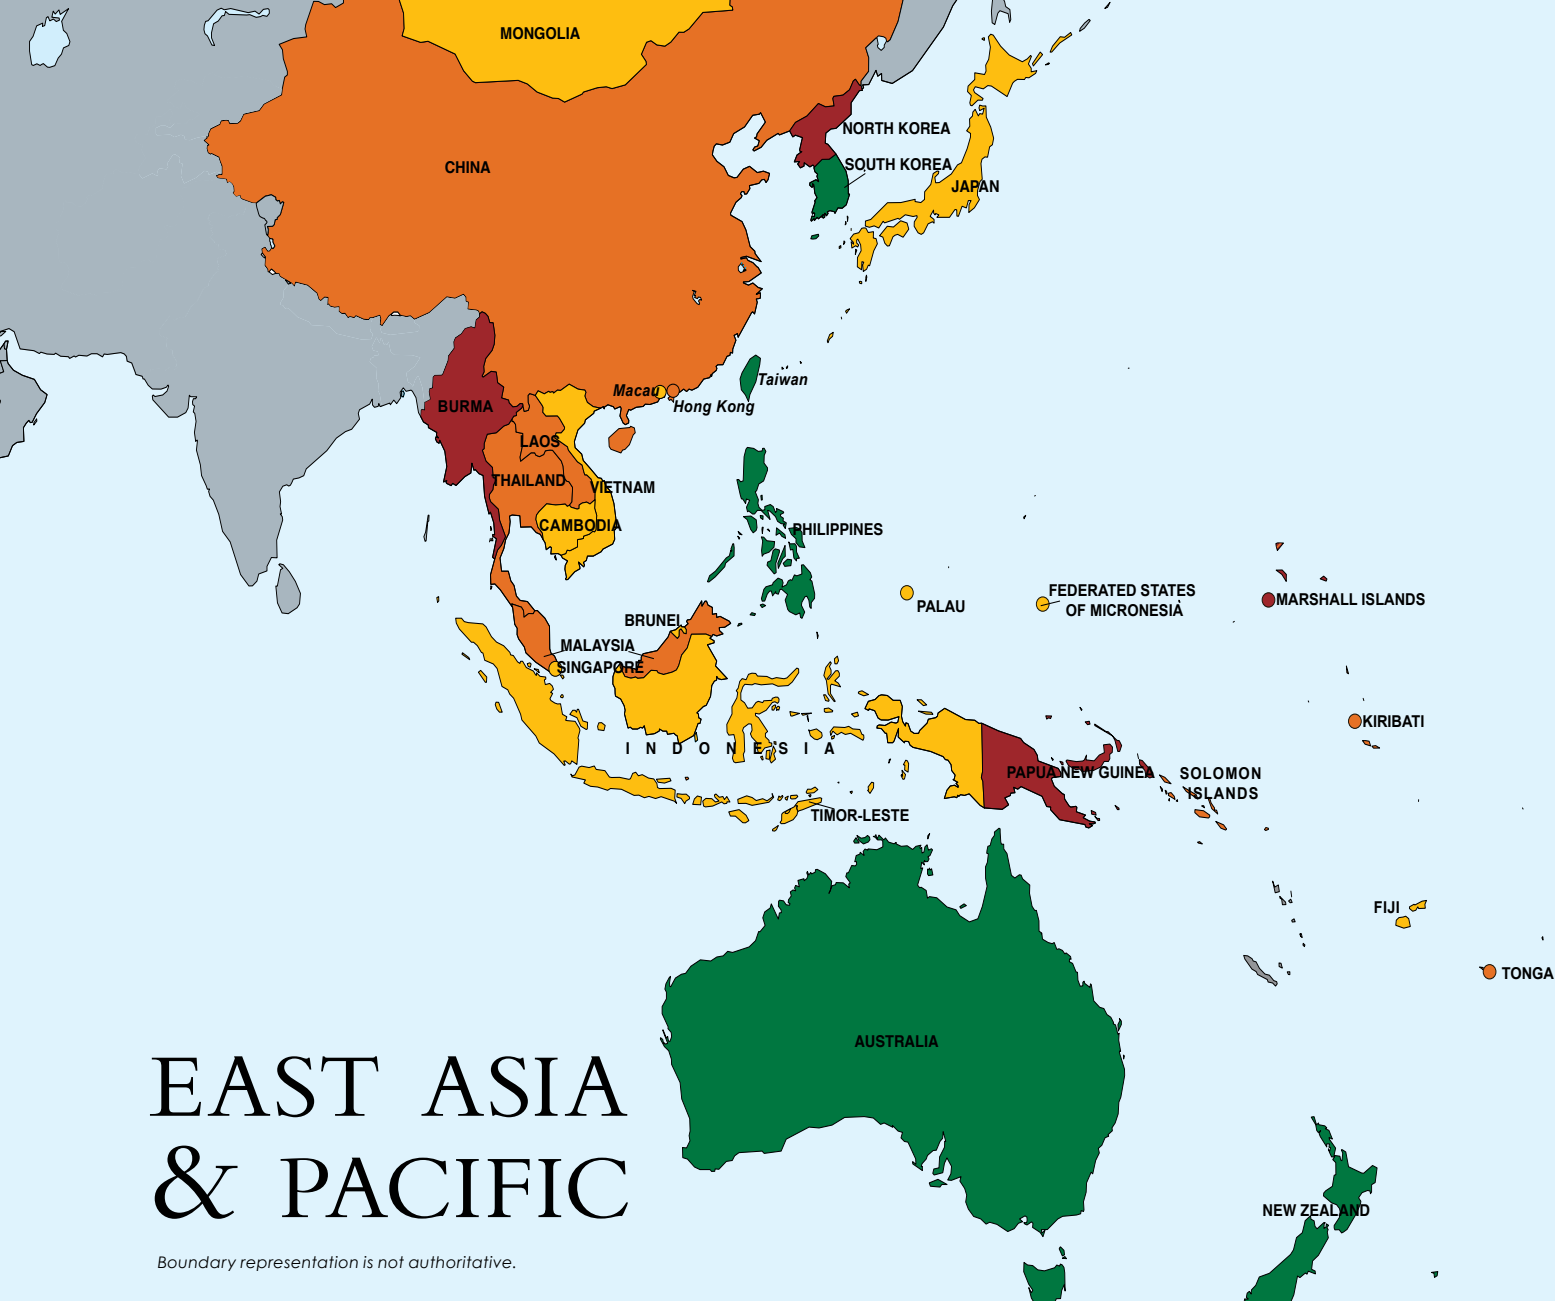 MONGOLIA
NORTH KOREA
CHINA
SOUTH KOREA
JAPAN
Taiwan
Macau
Hong Kong
BURMA
LAOS
THAILAND
VIETNAM
CAMBODIA
PHILIPPINES
FEDERATED STATES
OF MICRONESIA
PALAU
MARSHALL ISLANDS
BRUNEI
MALAYSIA
SINGAPORE
KIRIBATI
INDONESIA
PAPUA NEW GUINEA
SOLOMON
ISLANDS
TIMOR-LESTE
FIJI
TONGA
AUSTRALIA
EAST ASIA
& PACIFIC
NEW ZEALAND
Boundary representation is not authoritative.